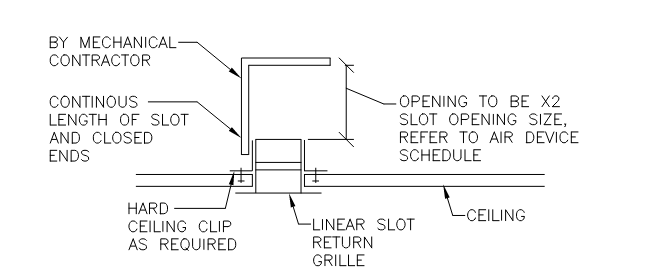 BY MECHANICAL
CONTRACTOR
CONTINOUS
LENGTH OF SLOT
AND CLOSED
ENDS
OPENING TO BE X2
SLOT OPENING SIZE,
REFER TO AIR DEVICE
SCHEDULE
HARD
CEILING CLIP
AS REQUIRED
LINEAR SLOT
RETURN
GRILLE
CEILING